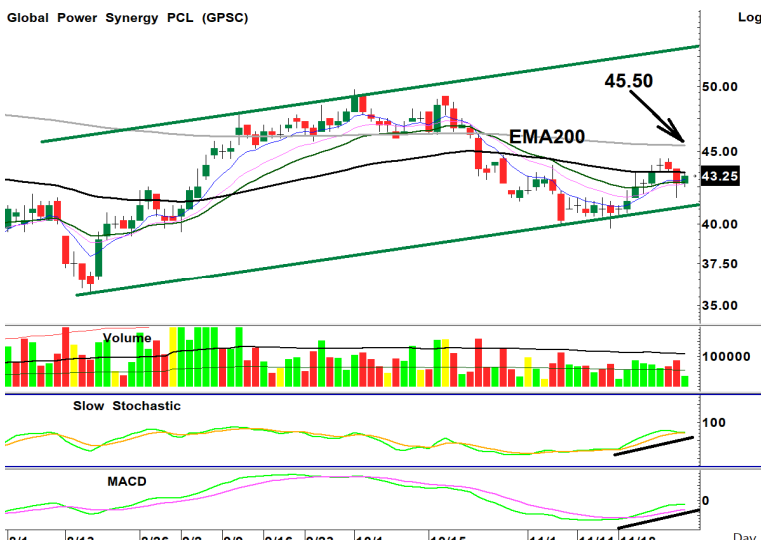 Global Power Synergy PCL (GPSC)
Log
45.50
50.00
EMA200
45.00
43.25
40.00
37.50
35.00
Volume
100000
Slow Stochastic
100
MACD
0
8/1 8/13 8/26 9/2 9/9 9/16 9/23 10/1 10/15 11/1 11/11 11/18 Day